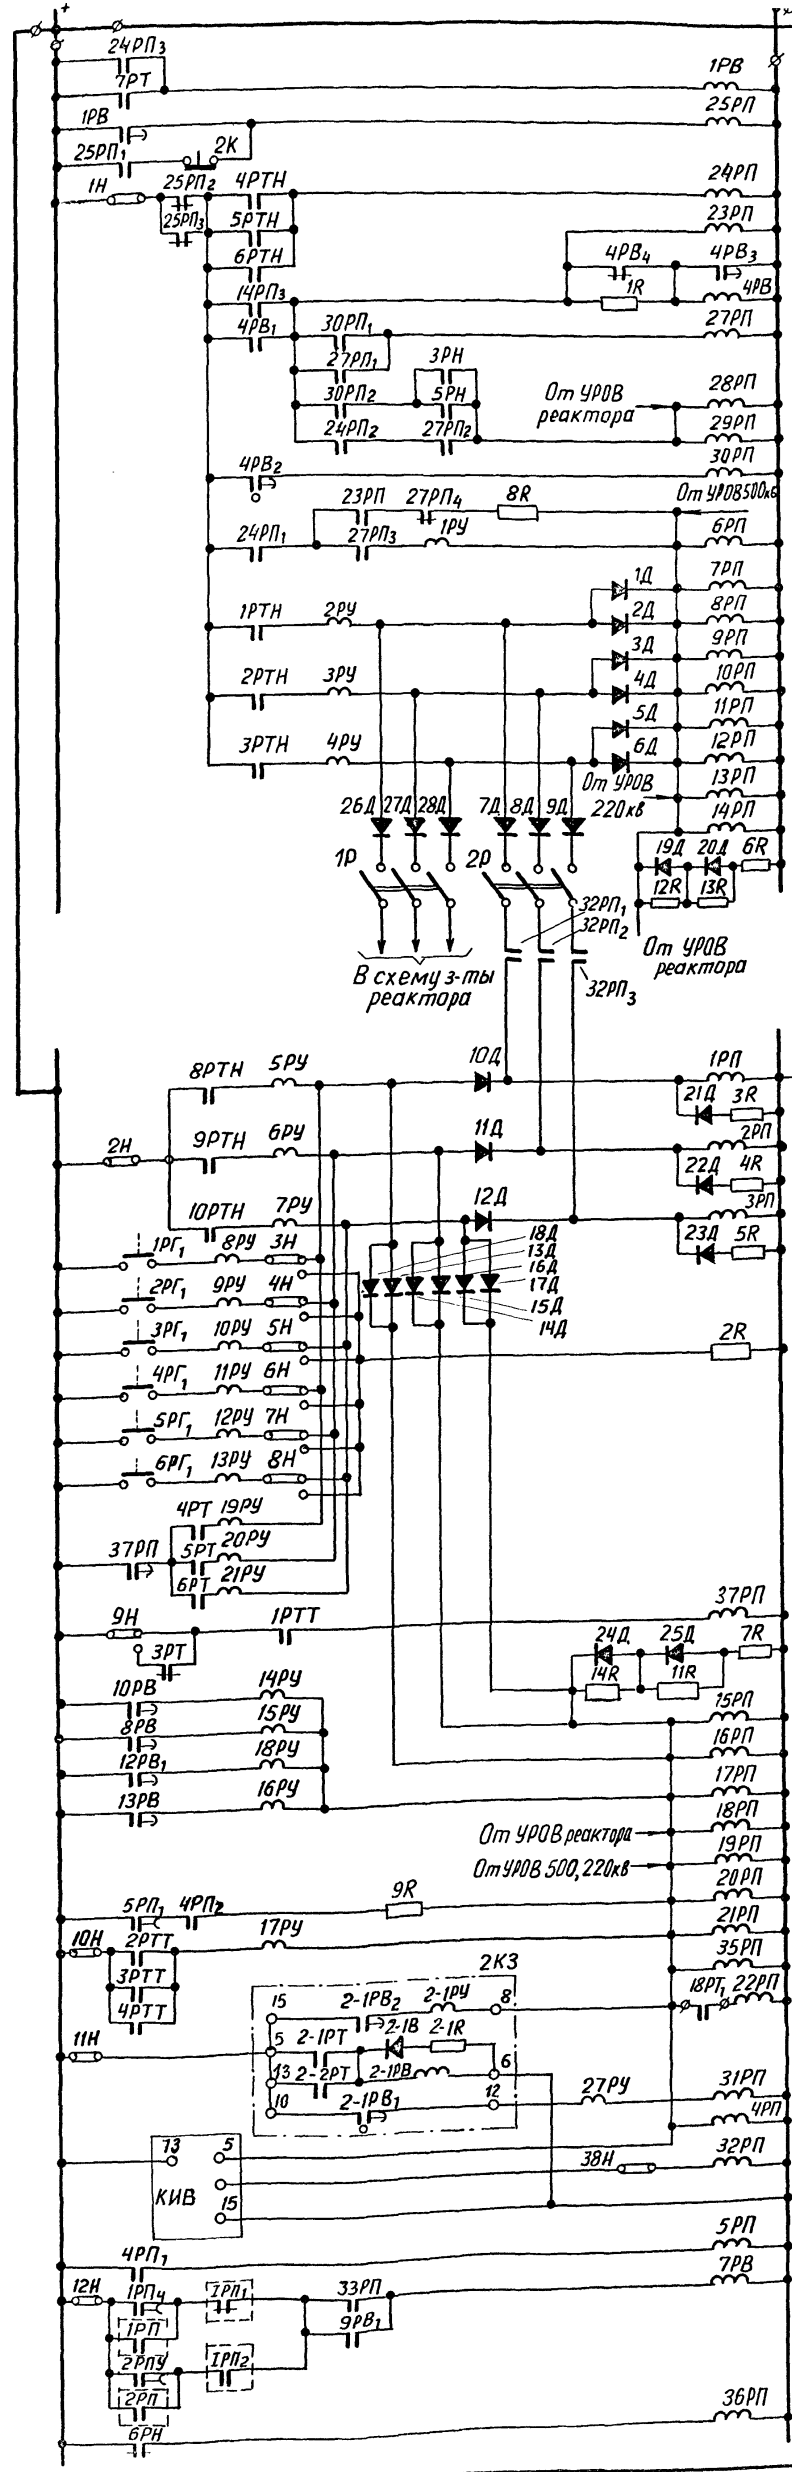 +
24РП3
7РТ
1РВ
1РВ
25РП
25РП1
2К
1Н
25РП2
4РТН
24РП
25РП3
5РТН
23РП
6РТН
4РВ4
4РВ3
14РП3
1R
4РВ
4РВ1
30РП1
27РП
27РП1
3РН
30РП2
5РН
От УРОВ
реактора
28РП
24РП2
27РП2
29РП
4РВ2
30РП
23РП
27РП4
8R
От УРОВ 500кв
24РП1
27РП3
1РУ
6РП
1Д
7РП
1РТН
2РУ
2Д
8РП
3Д
9РП
2РТН
3РУ
4Д
10РП
5Д
11РП
3РТН
4РУ
6Д
12РП
От УРОВ
220кв
13РП
26Д
27Д
28Д
7Д
8Д
9Д
14РП
19Д
20Д
6R
1Р
2Р
12R
13R
32РП1
32РП2
От УРОВ
реактора
В схему з-ты
реактора
32РП3
8РТН
5РУ
10Д
1РП
21Д
3R
2Н
9РТН
6РУ
11Д
2РП
22Д
4R
10РТН
7РУ
12Д
3РП
23Д
5R
1РГ1
8РУ
3Н
18Д
13Д
16Д
17Д
15Д
14Д
2РГ1
9РУ
4Н
3РГ1
10РУ
5Н
2R
4РГ1
11РУ
6Н
5РГ1
12РУ
7Н
6РГ1
13РУ
8Н
4РТ
19РУ
37РП
5РТ
20РУ
6РТ
21РУ
37РП
9Н
1РТТ
3РТ
24Д
25Д
7R
14R
11R
10РВ
14РУ
15РП
8РВ
15РУ
16РП
12РВ1
18РУ
17РП
13РВ
16РУ
18РП
От УРОВ реактора
19РП
От УРОВ 500, 220кв
20РП
5РП1
4РП2
9R
21РП
10Н
2РТТ
17РУ
35РП
3РТТ
2КЗ
4РТТ
15
2-1РВ2
2-1РУ
8
18РТ1
22РП
11Н
5
2-1РТ
2-1В
2-1R
13
2-2РТ
2-1РВ
6
10
2-1РВ1
12
27РУ
31РП
4РП
13
5
38Н
32РП
КИВ
15
4РП1
5РП
12Н
1РП4
1РП1
33РП
7РВ
1РП
9РВ1
2РПУ
1РП2
2РП
6РН
36РП